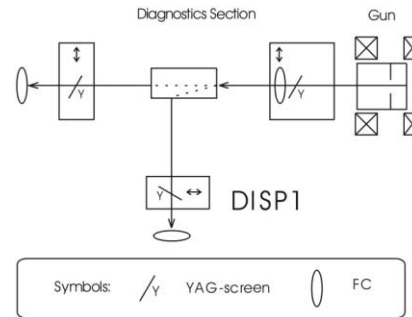 Diagnostics Section
Gun
Y
Y
Y
DISP1
Symbols:
Y
YAG-screen
FC